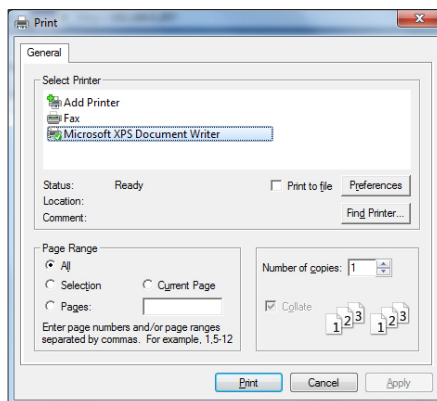 Print
General
Select Printer
Add Printer
Fax
Microsoft XPS Document Writer
Status: Ready
Print to file Preferences
Location:
Comment:
Find Printer...
Page Range
All
Selection Current Page
Pages:
Enter page numbers and/or page ranges
separated by commas. For example, 1,5-12
Number of copies: 1
Collate
1 2 3 1 2 3
Print Cancel Apply